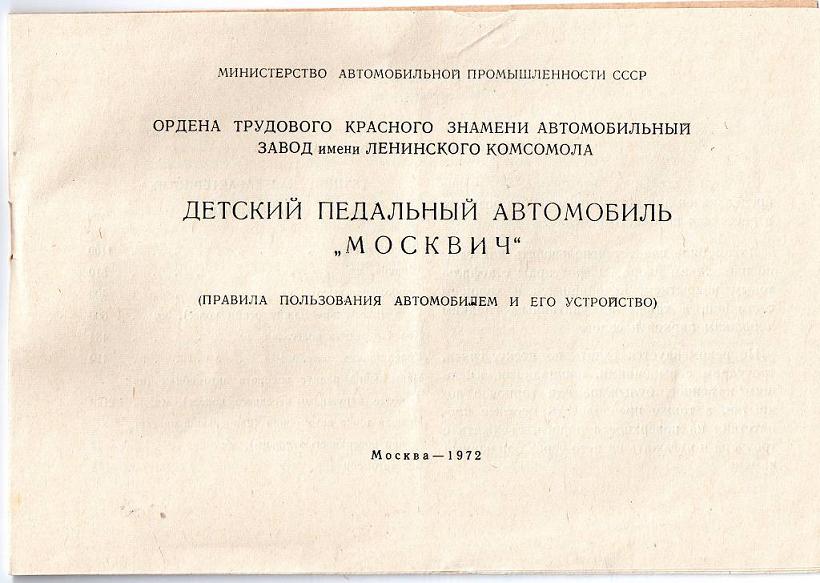 МИНИСТЕРСТВО АВТОМОБИЛЬНОЙ ПРОМЫШЛЕННОСТИ СССР
ОРДЕНА ТРУДОВОГО КРАСНОГО ЗНАМЕНИ АВТОМОБИЛЬНЫЙ
ЗАВОД имени ЛЕНИНСКОГО КОМСОМОЛА
ДЕТСКИЙ ПЕДАЛЬНЫЙ АВТОМОБИЛЬ
„МОСКВИЧ“
(ПРАВИЛА ПОЛЬЗОВАНИЯ АВТОМОБИЛЕМ И ЕГО УСТРОЙСТВО)
Москва—1972